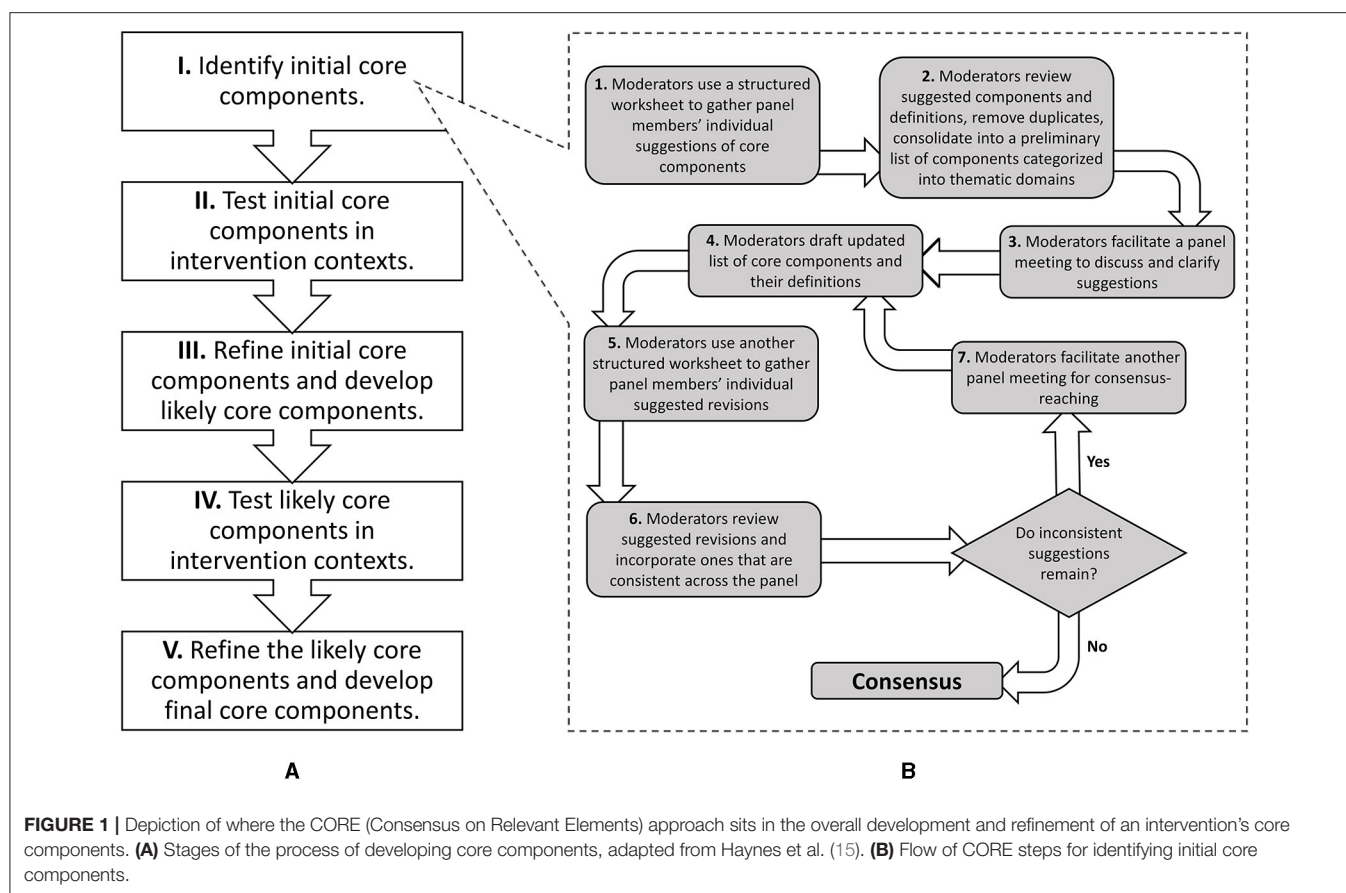 I. Identify initial core
components.
II. Test initial core
components in
intervention contexts.
III. Refine initial core
components and develop
likely core components.
IV. Test likely core
components in
intervention contexts.
V. Refine the likely core
components and develop
final core components.
A
1. Moderators use a structured
worksheet to gather panel
members' individual
suggestions of core
components
2. Moderators review
suggested components and
definitions, remove duplicates,
consolidate into a preliminary
list of components categorized
into thematic domains
3. Moderators facilitate a panel
meeting to discuss and clarify
suggestions
4. Moderators draft updated
list of core components and
their definitions
5. Moderators use another
structured worksheet to gather
panel members' individual
suggested revisions
6. Moderators review
suggested revisions and
incorporate ones that are
consistent across the panel
Do inconsistent
suggestions
remain?
Yes
7. Moderators facilitate another
panel meeting for consensus-
reaching
No
Consensus
B
FIGURE 1 | Depiction of where the CORE (Consensus on Relevant Elements) approach sits in the overall development and refinement of an intervention's core
components. (A) Stages of the process of developing core components, adapted from Haynes et al. (15). (B) Flow of CORE steps for identifying initial core
components.